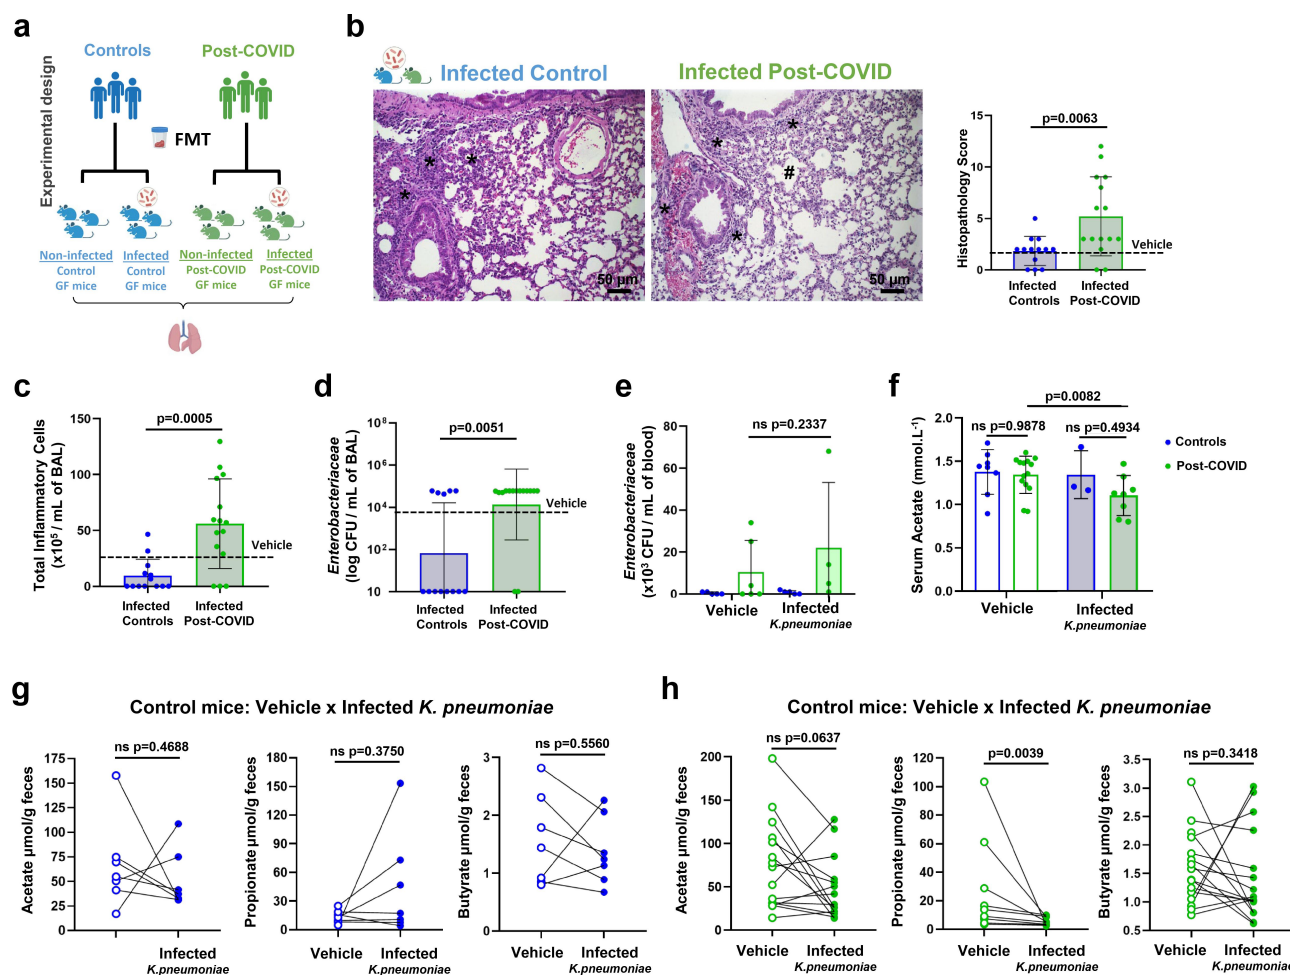 a
Experimental design
Controls
Post-COVID
FMT
Non-infected
Control
GF mice
Infected
Control
GF mice
Non-infected
Post-COVID
GF mice
Infected
Post-COVID
GF mice
b
Infected Control
Infected Post-COVID
*
*
*
50 µm
*
*
#
*
*
50 µm
Histopathology Score
15
10
5
0
p=0.0063
Vehicle
Infected
Controls
Infected
Post-COVID
c
Total Inflammatory Cells
(x10⁵ / mL of BAL)
150
100
50
0
p=0.0005
Vehicle
Infected
Controls
Infected
Post-COVID
d
Enterobacteriaceae
(log CFU / mL of BAL)
10⁸
10⁶
10⁴
10²
10
p=0.0051
Vehicle
Infected
Controls
Infected
Post-COVID
e
Enterobacteriaceae
(x10³ CFU / mL of blood)
80
60
40
20
0
ns p=0.2337
Vehicle
Infected
K.pneumoniae
f
Serum Acetate (mmol.L⁻¹)
2.0
1.5
1.0
0.5
0.0
p=0.0082
ns p=0.9878
ns p=0.4934
Vehicle
Infected
K.pneumoniae
Controls
Post-COVID
g
Control mice: Vehicle x Infected K. pneumoniae
Acetate µmol/g feces
175
150
125
100
75
50
25
0
ns p=0.4688
Infected
K.pneumoniae
Propionate µmol/g feces
180
150
120
90
60
30
0
ns p=0.3750
Vehicle
Infected
K.pneumoniae
Butyrate µmol/g feces
3
2
1
0
ns p=0.5560
Vehicle
Infected
K.pneumoniae
h
Control mice: Vehicle x Infected K. pneumoniae
Acetate µmol/g feces
200
150
100
50
0
ns p=0.0637
Vehicle
Infected
K.pneumoniae
Propionate µmol/g feces
120
100
80
60
40
20
0
p=0.0039
Vehicle
Infected
K.pneumoniae
Butyrate µmol/g feces
3.5
3.0
2.5
2.0
1.5
1.0
0.5
ns p=0.3418
Vehicle
Infected
K.pneumoniae